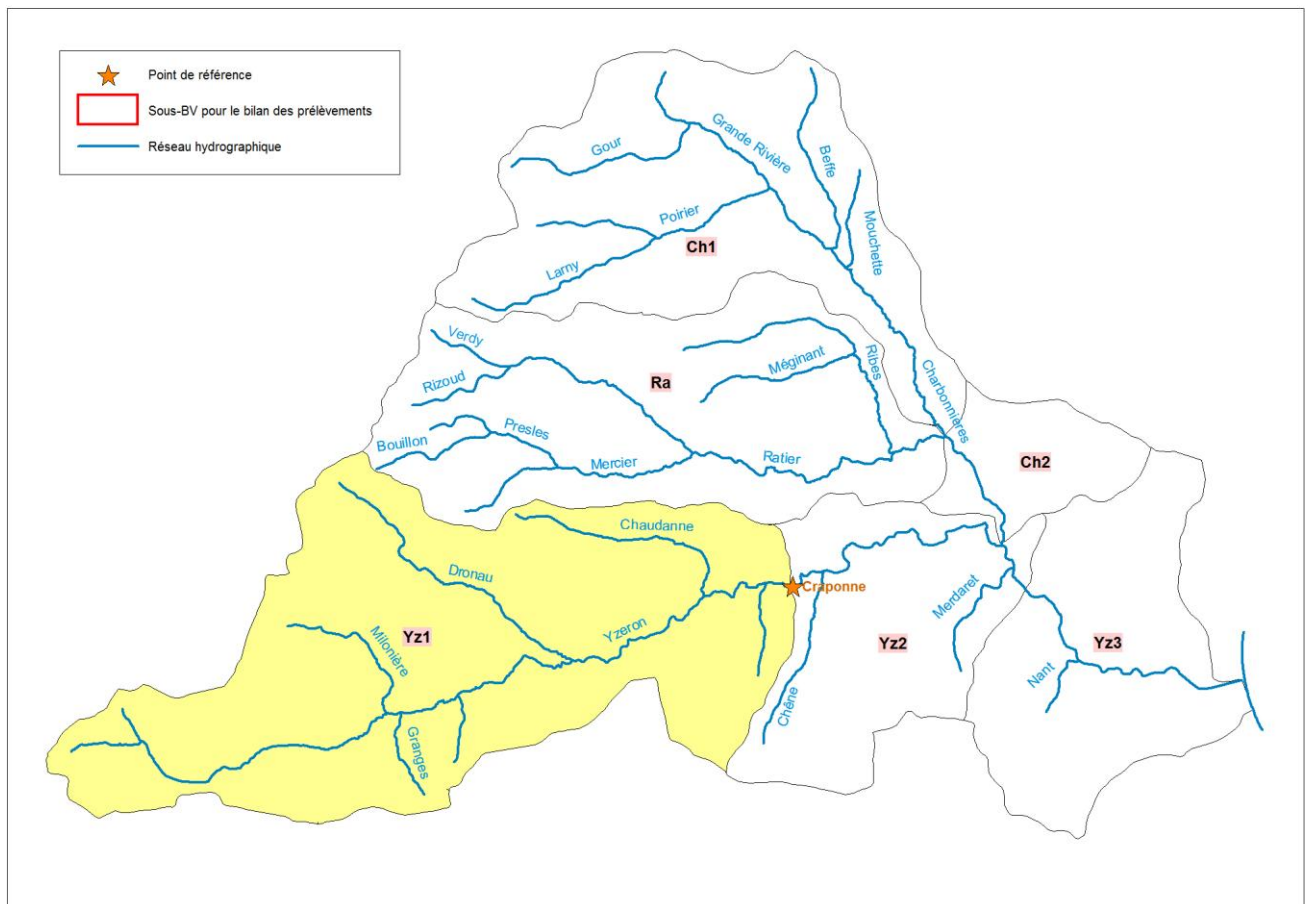 Point de référence
Sous-BV pour le bilan des prélèvements
Réseau hydrographique
Gour
Grande Rivière
Beffe
Poirier
Mouchette
Ch1
Larny
Verdy
Ribes
Méginant
Charbonnières
Rizoud
Ra
Presles
Bouillon
Mercier
Ratier
Ch2
Chaudanne
Dronau
Craponne
Merdaret
Yzeron
Milonière
Yz1
Yz2
Yz3
Nant
Chêne
Granges